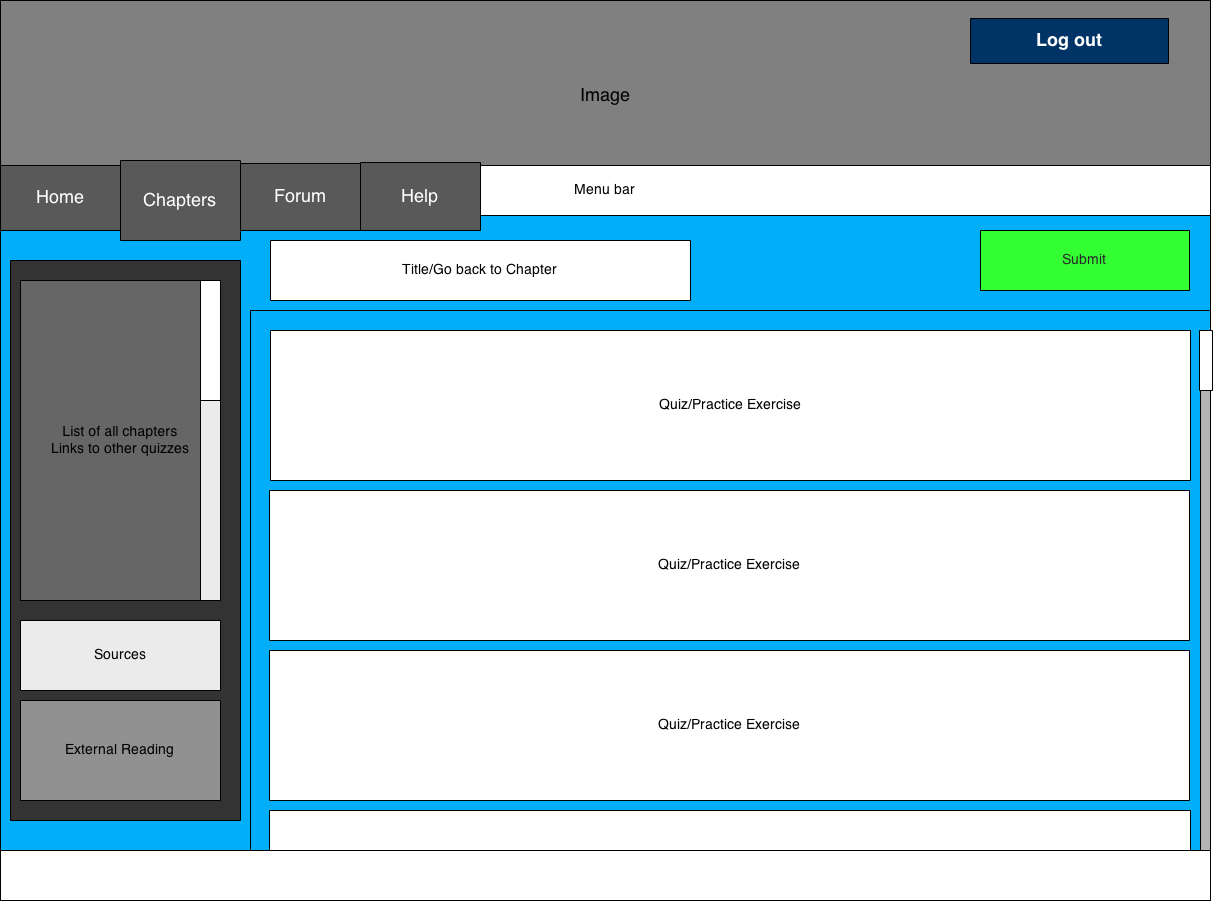 Log out
Image
Home
Chapters
Forum
Help
Menu bar
Title/Go back to Chapter
Submit
List of all chapters
Links to other quizzes
Sources
External Reading
Quiz/Practice Exercise
Quiz/Practice Exercise
Quiz/Practice Exercise